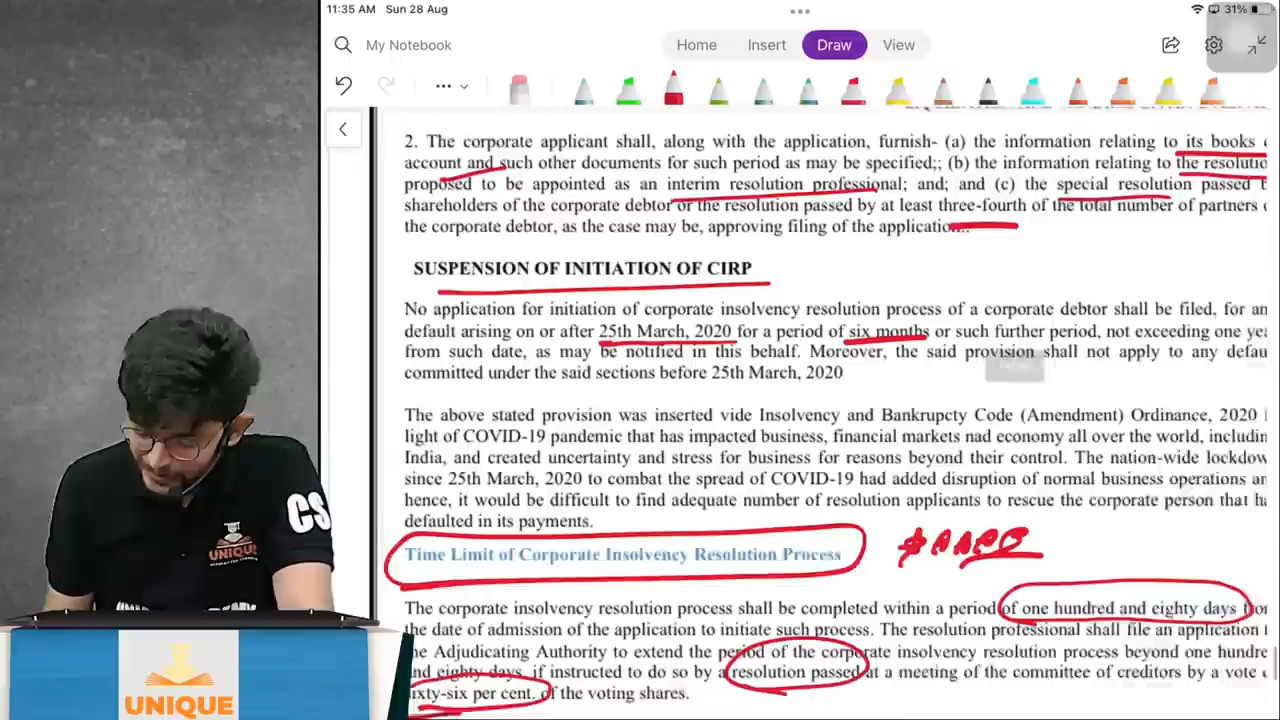 11:35 AM Sun 28 Aug
31%
My Notebook
Home Insert Draw View
2. The corporate applicant shall, along with the application, furnish- (a) the information relating to its books
account and such other documents for such period as may be specified;; (b) the information relating to the
proposed to be appointed as an interim resolution professional; and; and (c) the special resolution passed
shareholders of the corporate debtor or the resolution passed by at least three-fourth of the total number of partners
the corporate debtor, as the case may be, approving filing of the application..
SUSPENSION OF INITIATION OF CIRP
No application for initiation of corporate insolvency resolution process of a corporate debtor shall be filed, for
default arising on or after 25th March, 2020 for a period of six months or such further period, not exceeding one
from such date, as may be notified in this behalf. Moreover, the said provision shall not apply to any
committed under the said sections before 25th March, 2020
The above stated provision was inserted vide Insolvency and Bankrupcty Code (Amendment) Ordinance, 2020
light of COVID-19 pandemic that has impacted business, financial markets nad economy all over the world,
India, and created uncertainty and stress for business for reasons beyond their control. The nation-wide
since 25th March, 2020 to combat the spread of COVID-19 had added disruption of normal business operations
hence, it would be difficult to find adequate number of resolution applicants to rescue the corporate person that
defaulted in its payments.
Time Limit of Corporate Insolvency Resolution Process
The corporate insolvency resolution process shall be completed within a period of one hundred and eighty days
the date of admission of the application to initiate such process. The resolution professional shall file an application
Adjudicating Authority to extend the period of the corporate insolvency resolution process beyond one
eighty days, if instructed to do so by a resolution passed at a meeting of the committee of creditors by a vote
per cent. of the voting shares.
CS
UNIQUE
UNIQUE